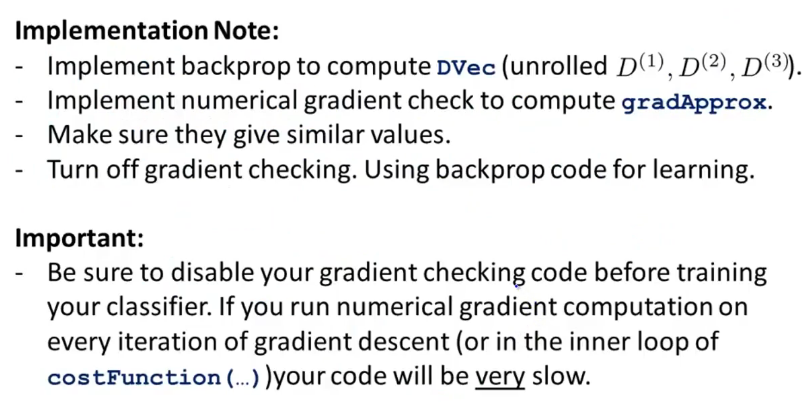 Implementation Note:
- Implement backprop to compute DVec (unrolled D⁽¹⁾, D⁽²⁾, D⁽³⁾).
- Implement numerical gradient check to compute gradApprox.
- Make sure they give similar values.
- Turn off gradient checking. Using backprop code for learning.
Important:
- Be sure to disable your gradient checking code before training
your classifier. If you run numerical gradient computation on
every iteration of gradient descent (or in the inner loop of
costFunction(…))your code will be very slow.